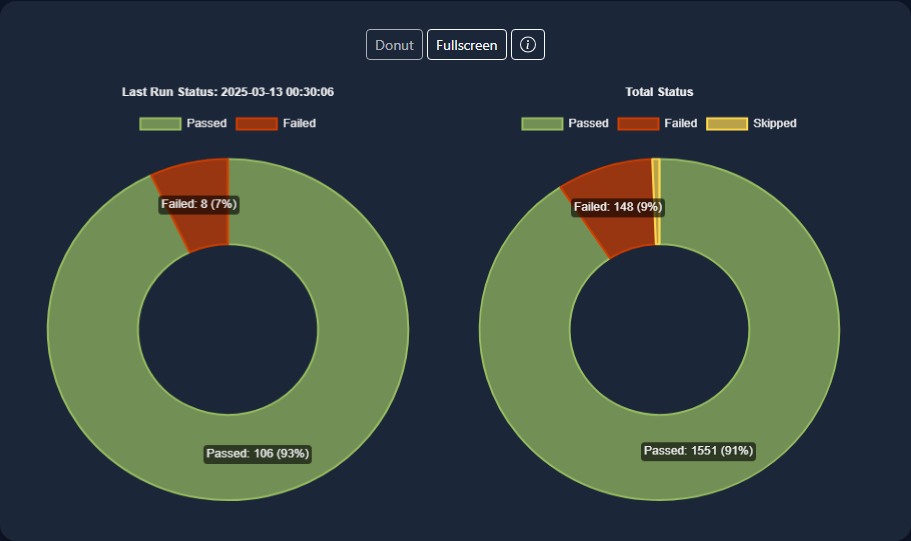 Donut Fullscreen
Last Run Status: 2025-03-13 00:30:06
Passed Failed
Failed: 8 (7%)
Passed: 106 (93%)
Total Status
Passed Failed Skipped
Failed: 148 (9%)
Passed: 1551 (91%)